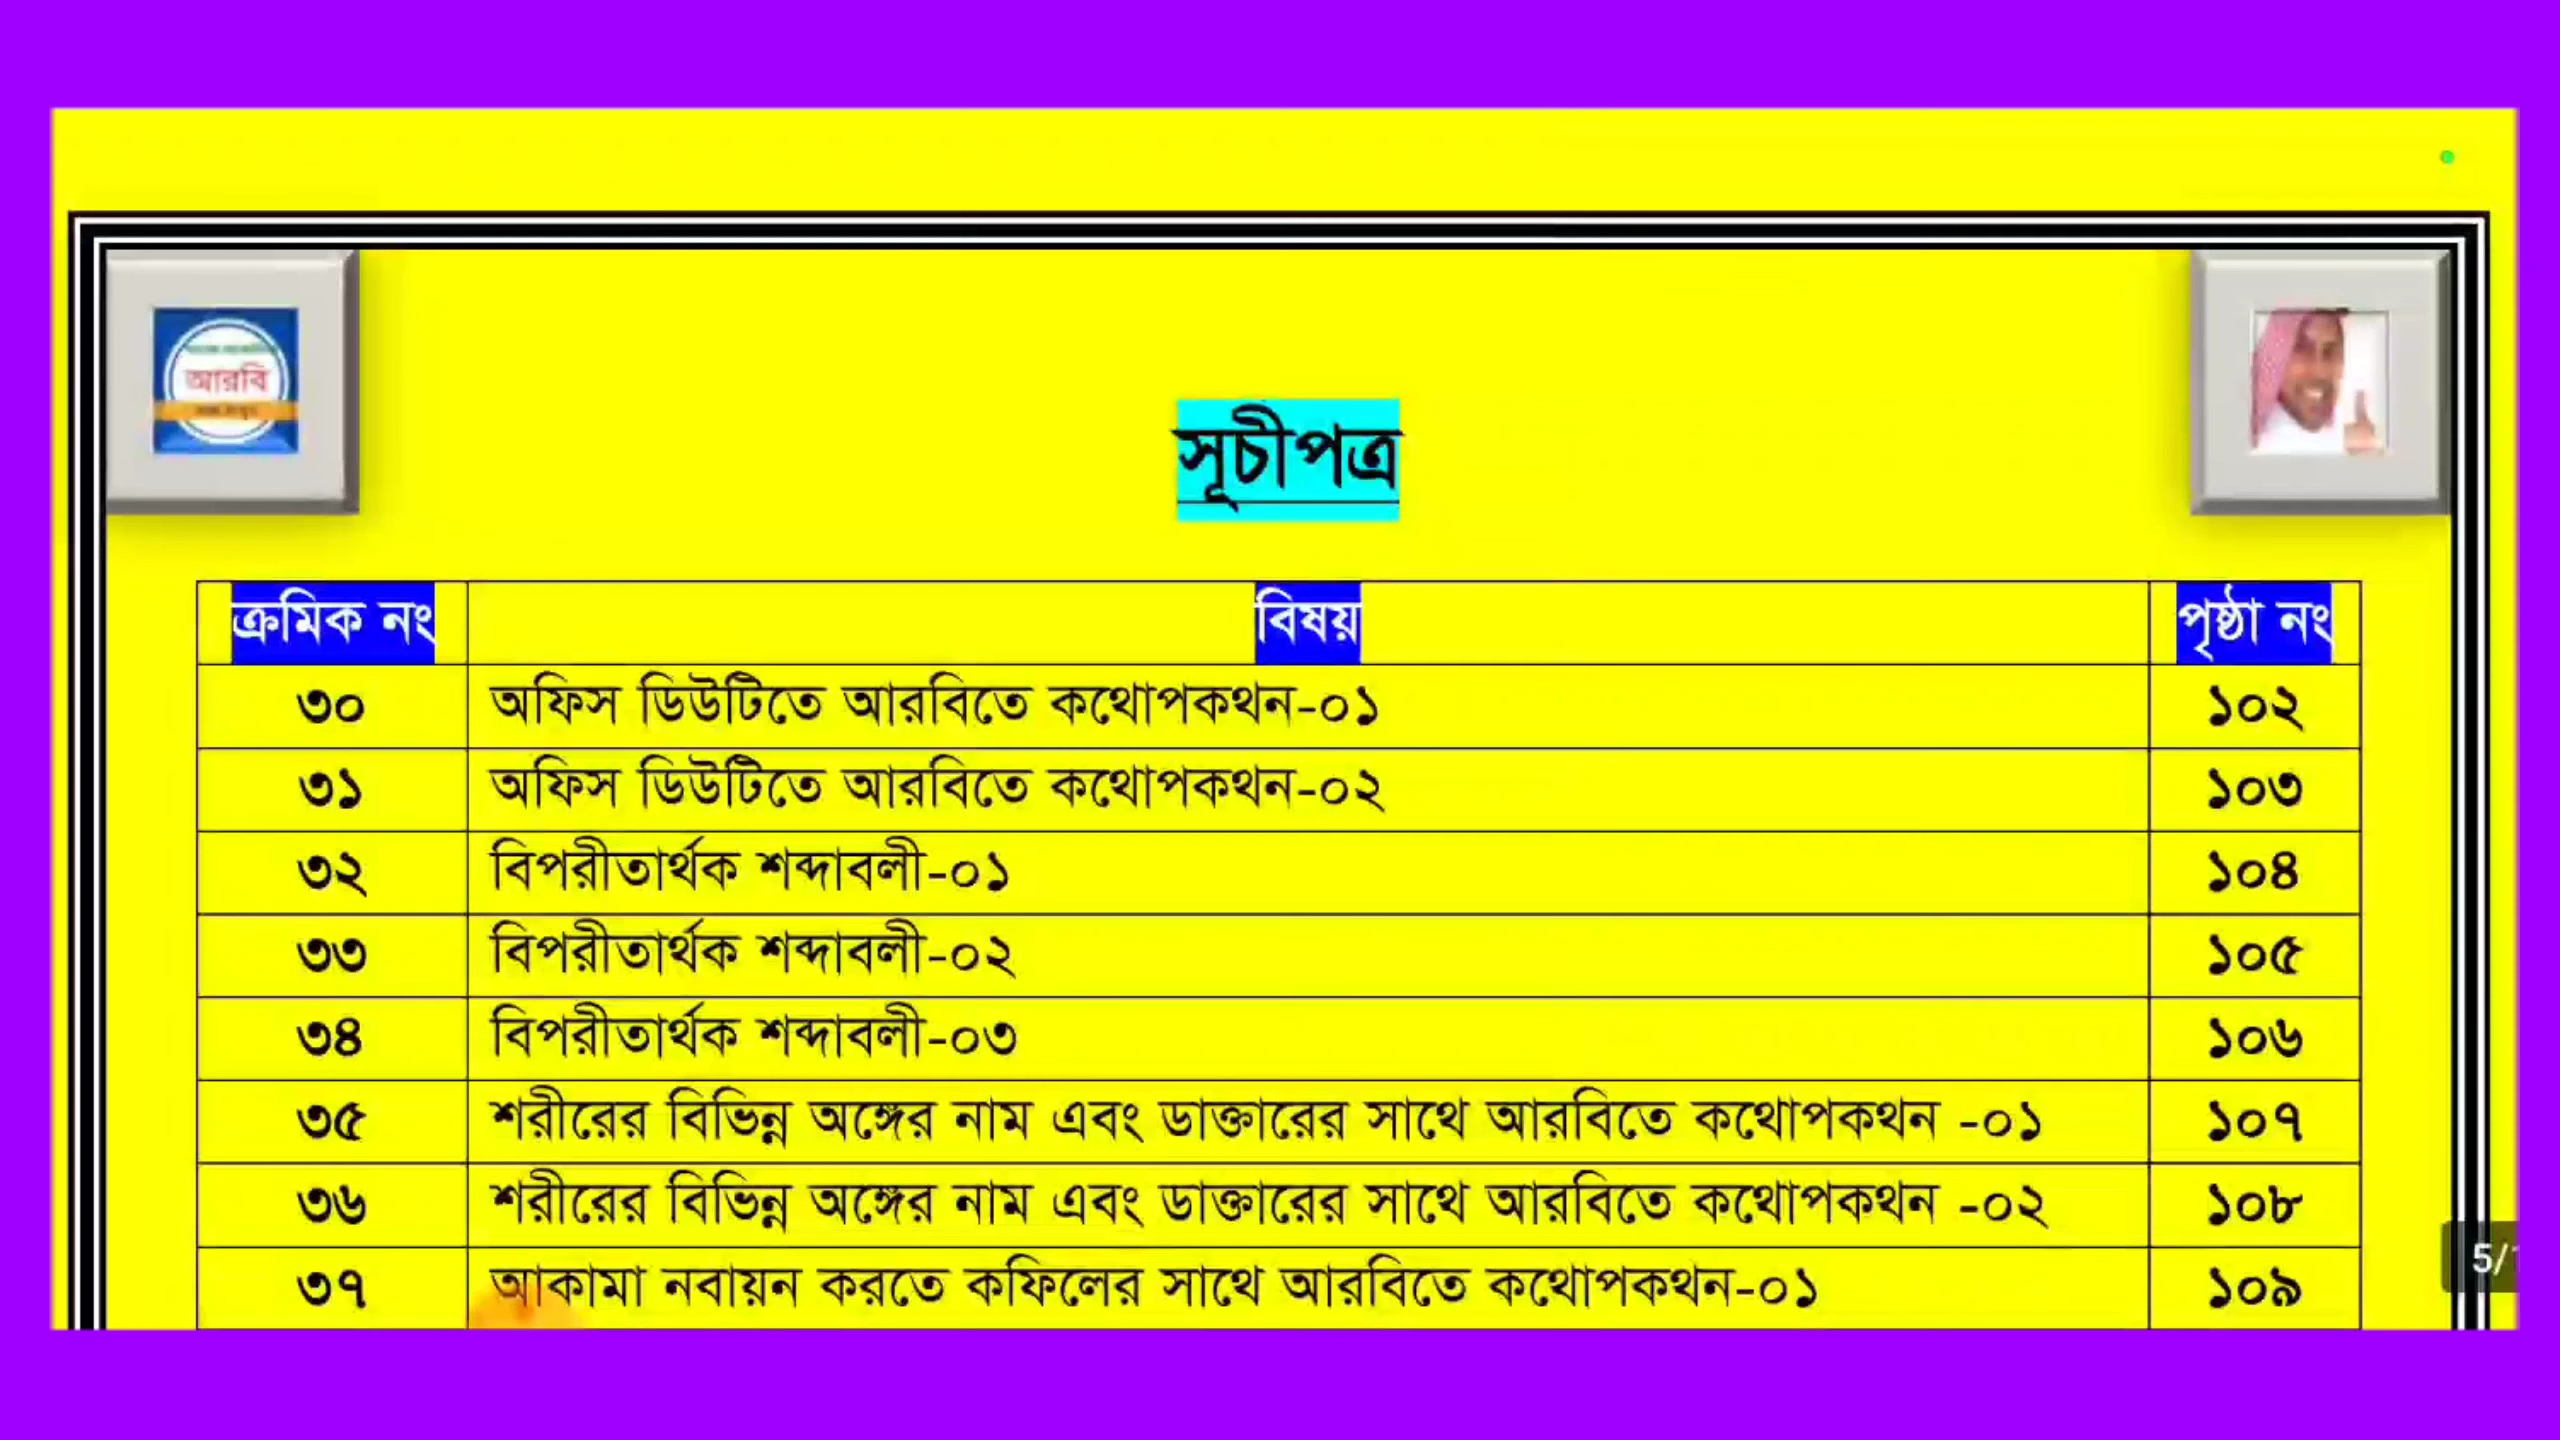 আরবি
সূচীপত্র
ক্রমিক নং বিষয় পৃষ্ঠা নং
৩০ অফিস ডিউটিতে আরবিতে কথোপকথন-০১ ১০২
৩১ অফিস ডিউটিতে আরবিতে কথোপকথন-০২ ১০৩
৩২ বিপরীতার্থক শব্দাবলী-০১ ১০৪
৩৩ বিপরীতার্থক শব্দাবলী-০২ ১০৫
৩৪ বিপরীতার্থক শব্দাবলী-০৩ ১০৬
৩৫ শরীরের বিভিন্ন অঙ্গের নাম এবং ডাক্তারের সাথে আরবিতে কথোপকথন -০১ ১০৭
৩৬ শরীরের বিভিন্ন অঙ্গের নাম এবং ডাক্তারের সাথে আরবিতে কথোপকথন -০২ ১০৮
৩৭ আকামা নবায়ন করতে কফিলের সাথে আরবিতে কথোপকথন-০১ ১০৯
5/